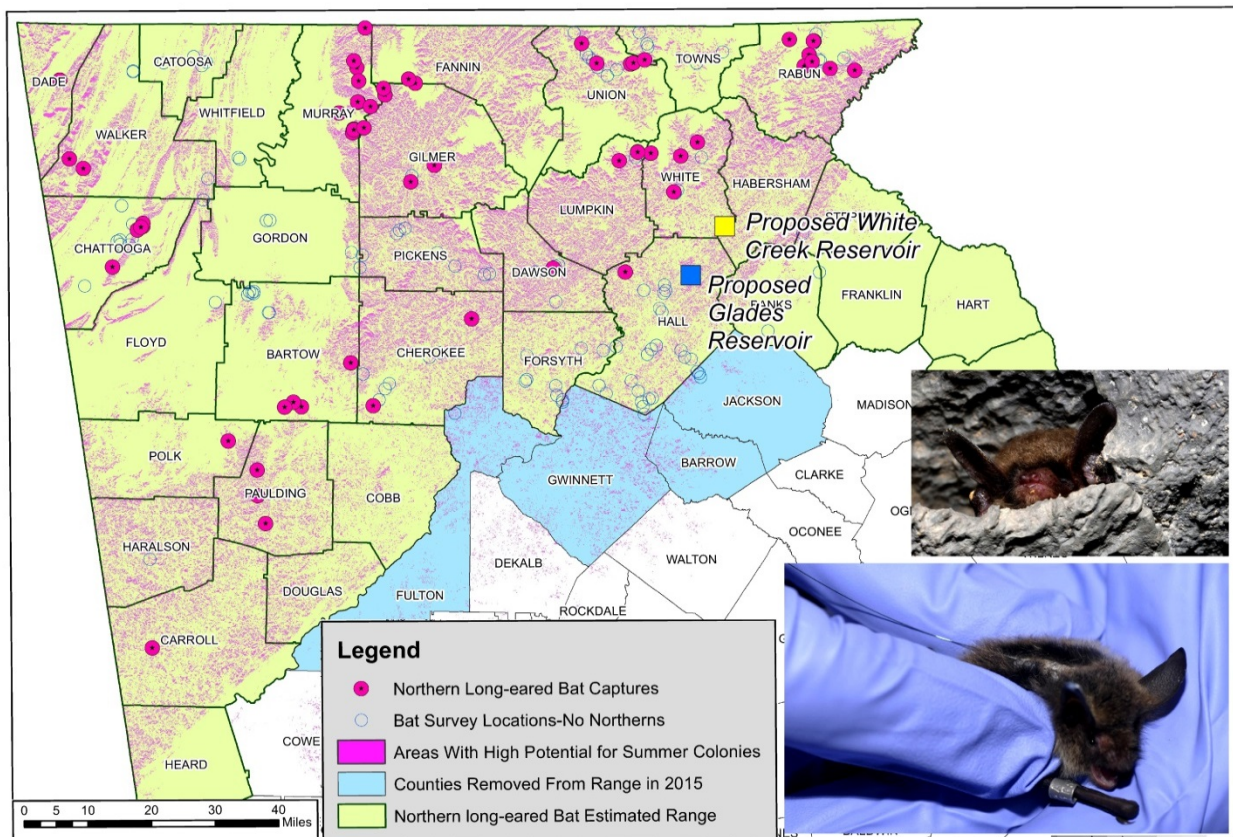 CATOOSA
DADE
WALKER
WHITFIELD
MURRAY
FANNIN
UNION
TOWNS
RABUN
GILMER
WHITE
HABERSHAM
LUMPKIN
CHATTOOGA
GORDON
PICKENS
DAWSON
Proposed White
Creek Reservoir
Proposed
Glades
Reservoir
BANKS
FRANKLIN
HART
HALL
FLOYD
BARTOW
CHEROKEE
FORSYTH
JACKSON
MADISON
POLK
PAULDING
COBB
GWINNETT
BARROW
CLARKE
OCONEE
HARALSON
DOUGLAS
FULTON
DEKALB
WALTON
ROCKDALE
CARROLL
HEARD
COWE
Legend
Northern Long-eared Bat Captures
Bat Survey Locations-No Northerns
Areas With High Potential for Summer Colonies
Counties Removed From Range in 2015
Northern long-eared Bat Estimated Range
0 5 10 20 30 40
Miles